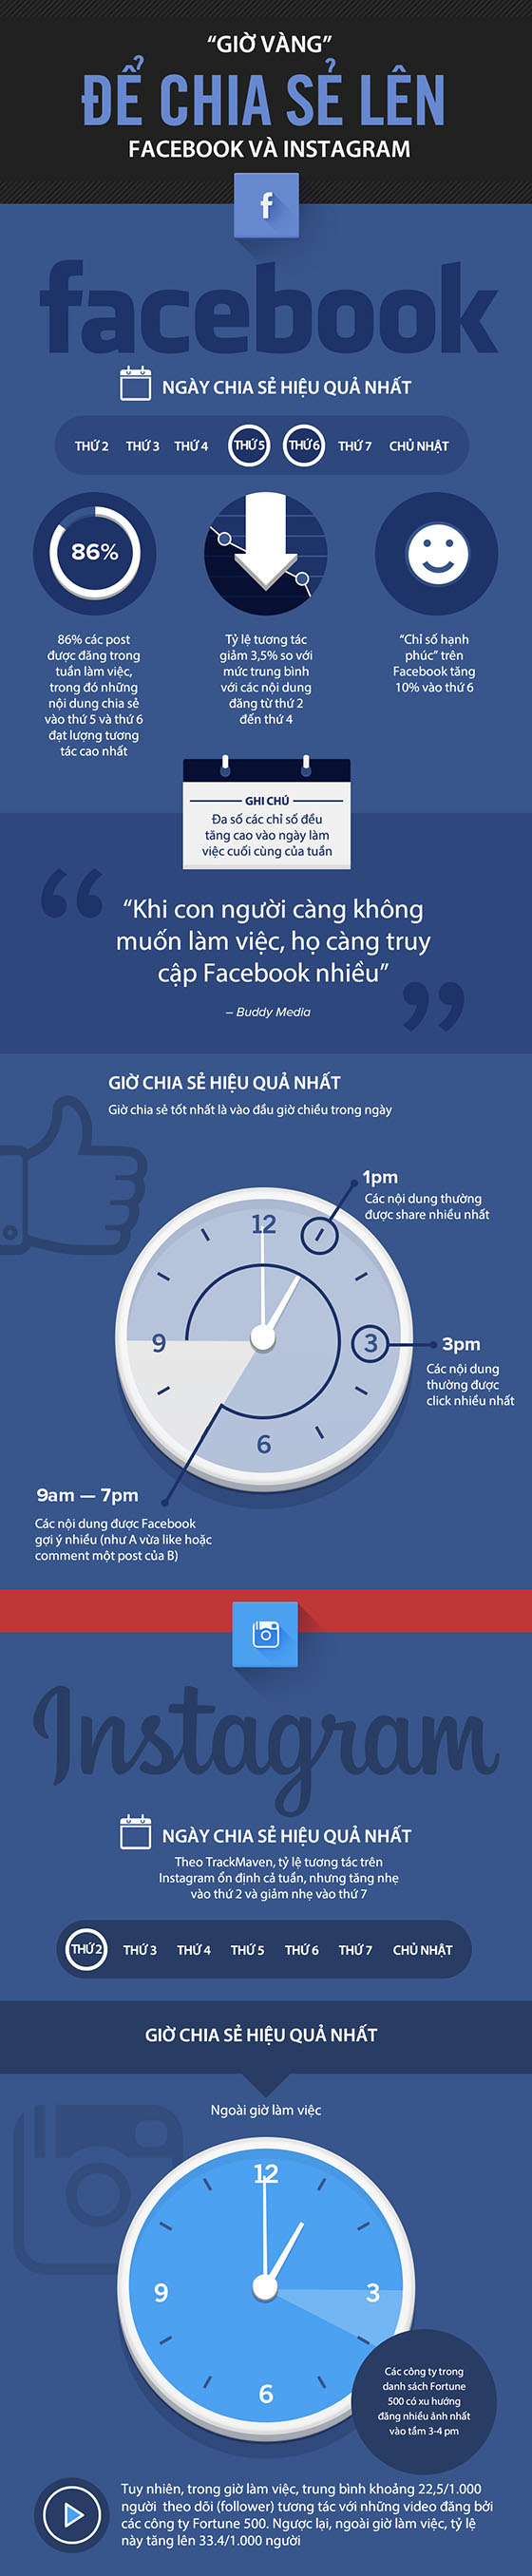 “GIỜ VÀNG”
ĐỂ CHIA SẺ LÊN
FACEBOOK VÀ INSTAGRAM
f
facebook
NGÀY CHIA SẺ HIỆU QUẢ NHẤT
THỨ 2 THỨ 3 THỨ 4 THỨ 5 THỨ 6 THỨ 7 CHỦ NHẬT
86%
86% các post
được đăng trong
tuần làm việc,
trong đó những
nội dung chia sẻ
vào thứ 5 và thứ 6
đạt lượng tương
tác cao nhất
Tỷ lệ tương tác
giảm 3,5% so với
mức trung bình
với các nội dung
đăng từ thứ 2
đến thứ 4
“Chỉ số hạnh
phúc” trên
Facebook tăng
10% vào thứ 6
GHI CHÚ
Đa số các chỉ số đều
tăng cao vào ngày làm
việc cuối cùng của tuần
“Khi con người càng không
muốn làm việc, họ càng truy
cập Facebook nhiều”
– Buddy Media
GIỜ CHIA SẺ HIỆU QUẢ NHẤT
Giờ chia sẻ tốt nhất là vào đầu giờ chiều trong ngày
1pm
Các nội dung thường
được share nhiều nhất
12
3
6
9
3pm
Các nội dung
thường được
click nhiều nhất
9am — 7pm
Các nội dung được Facebook
gợi ý nhiều (như A vừa like hoặc
comment một post của B)
Instagram
NGÀY CHIA SẺ HIỆU QUẢ NHẤT
Theo TrackMaven, tỷ lệ tương tác trên
Instagram ổn định cả tuần, nhưng tăng nhẹ
vào thứ 2 và giảm nhẹ vào thứ 7
THỨ 2 THỨ 3 THỨ 4 THỨ 5 THỨ 6 THỨ 7 CHỦ NHẬT
GIỜ CHIA SẺ HIỆU QUẢ NHẤT
Ngoài giờ làm việc
12
3
6
9
Các công ty trong
danh sách Fortune
500 có xu hướng
đăng nhiều ảnh nhất
vào tầm 3-4 pm
Tuy nhiên, trong giờ làm việc, trung bình khoảng 22,5/1.000
người theo dõi (follower) tương tác với những video đăng bởi
các công ty Fortune 500. Ngược lại, ngoài giờ làm việc, tỷ lệ
này tăng lên 33.4/1.000 người